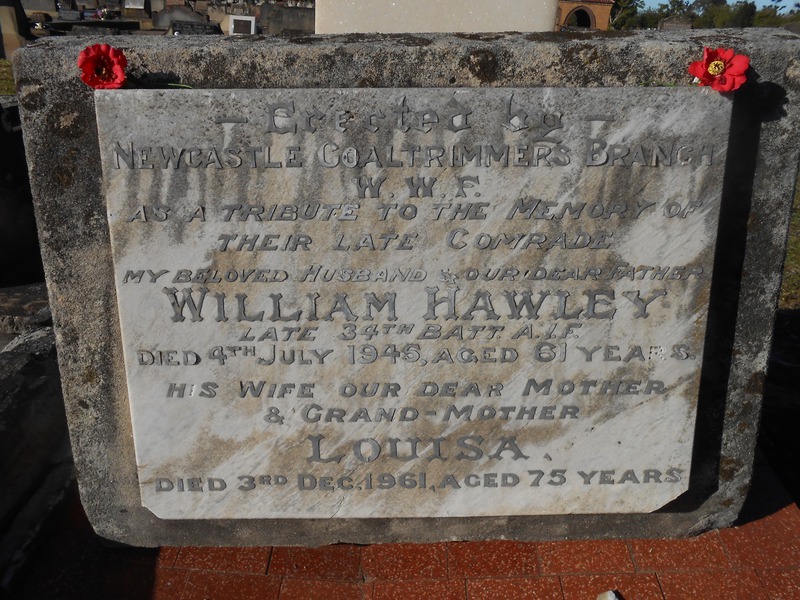 — Erected by —
NEWCASTLE COALTRIMMERS BRANCH
W. W. F.
AS A TRIBUTE TO THE MEMORY OF
THEIR LATE COMRADE
MY BELOVED HUSBAND & OUR DEAR FATHER
WILLIAM HAWLEY
LATE 34TH BATT. A.I.F.
DIED 4TH JULY 1945, AGED 61 YEARS.
HIS WIFE OUR DEAR MOTHER
& GRAND-MOTHER
LOUISA.
DIED 3RD DEC. 1961, AGED 75 YEARS